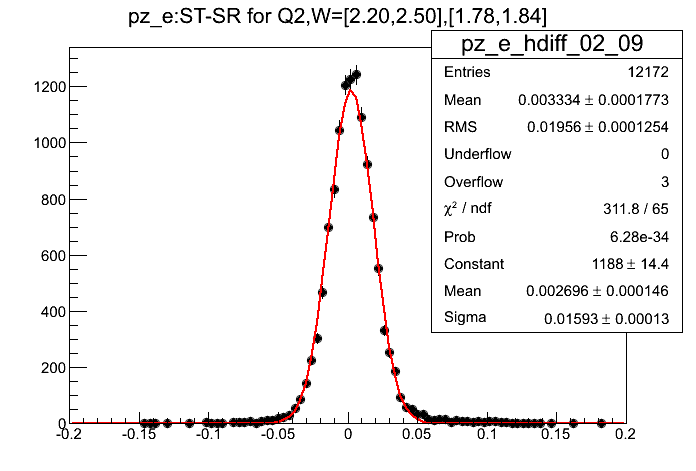 pz_e:ST-SR for Q2,W=[2.20,2.50],[1.78,1.84]
pz_e_hdiff_02_09
Entries 12172
Mean 0.003334 ± 0.0001773
RMS 0.01956 ± 0.0001254
Underflow 0
Overflow 3
χ² / ndf 311.8 / 65
Prob 6.28e-34
Constant 1188 ± 14.4
Mean 0.002696 ± 0.000146
Sigma 0.01593 ± 0.00013
1200
1000
800
600
400
200
0
-0.2 -0.15 -0.1 -0.05 0 0.05 0.1 0.15 0.2